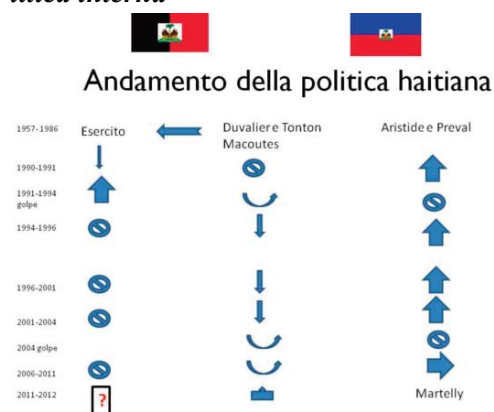 Andamento della politica haitiana
1957-1986 Esercito Duvalier e Tonton Macoutes Aristide e Preval
1990-1991
1991-1994 golpe
1994-1996
1996-2001
2001-2004
2004 golpe
2006-2011
2011-2012 ? Martelly